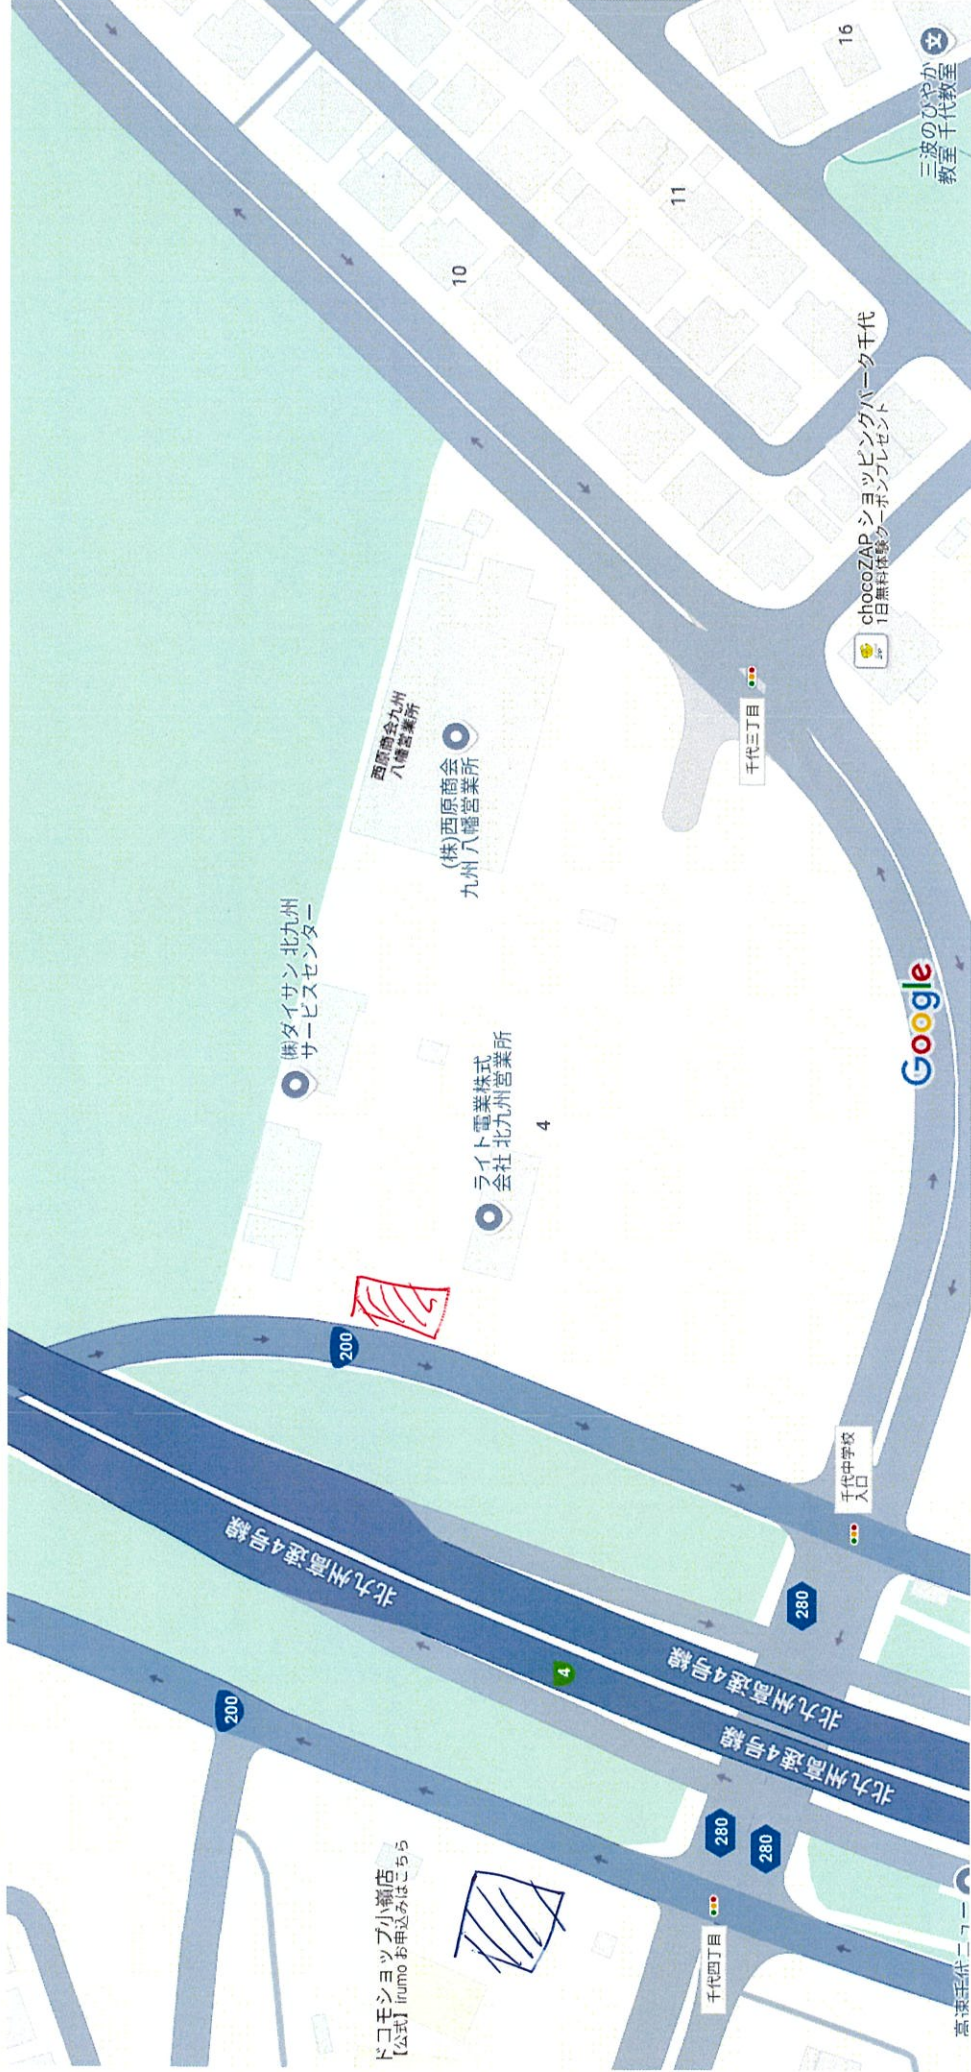 ドコモショップ小嶺店
【公式】irumo お申込みはこちら
200
200
北九州高速4号線
北九州高速4号線
北九州高速4号線
4
280
280
280
千代四丁目
千代中学校
入口
㈱ダイサン 北九州
サービスセンター
ライト電業株式
会社 北九州営業所
4
西原商会九州
八幡営業所
(株)西原商会
九州 八幡営業所
千代三丁目
Google
chocoZAP ショッピングパーク千代
1日無料体験クーポンプレゼント
10
11
16
三波のびやか
教室 千代教室